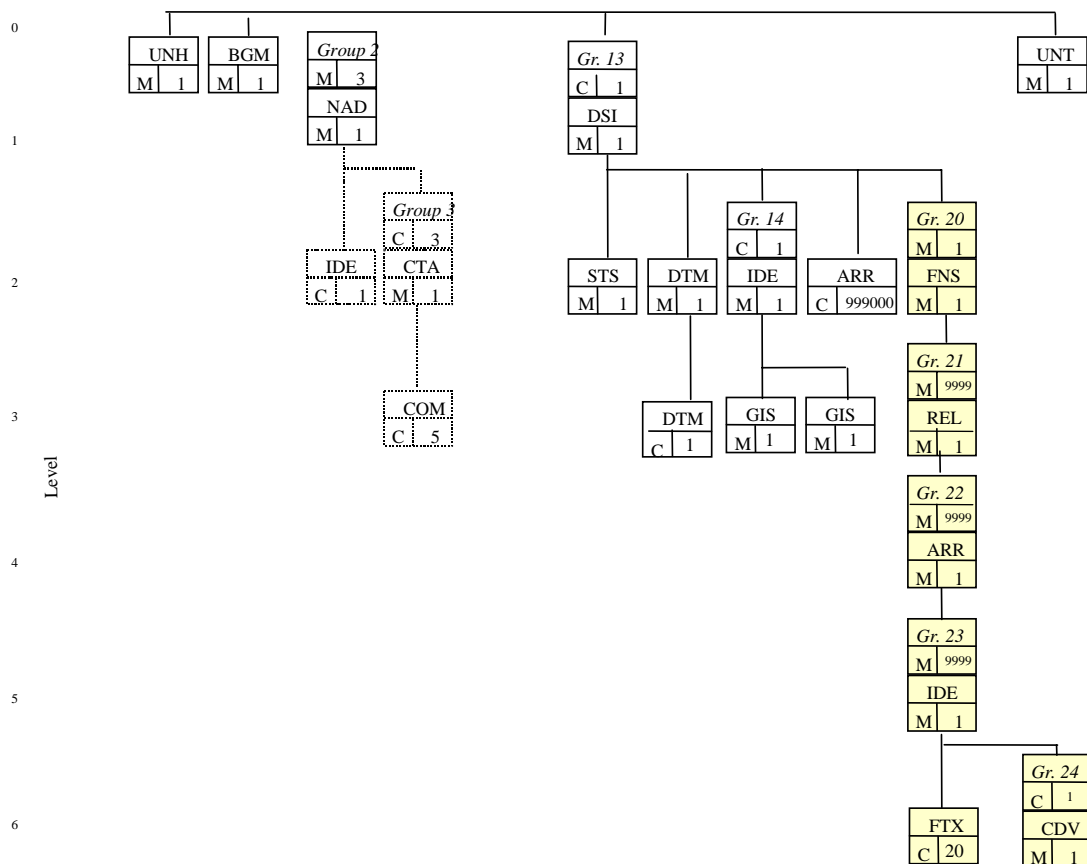 0
UNH BGM Group 2 Gr. 13 UNT
M 1 M 1 M 3 C 1 M 1
NAD DSI
1 M 1 M 1
Group 3 Gr. 14 Gr. 20
C 3 C 1 M 1
IDE CTA STS DTM IDE ARR FNS
2 C 1 M 1 M 1 M 1 M 1 C 999000 M 1
Gr. 21
M 9999
COM DTM GIS GIS REL
3 C 5 C 1 M 1 M 1 M 1
Level
Gr. 22
M 9999
ARR
4 M 1
Gr. 23
M 9999
IDE
5 M 1
Gr. 24
C 1
6 FTX CDV
C 20 M 1